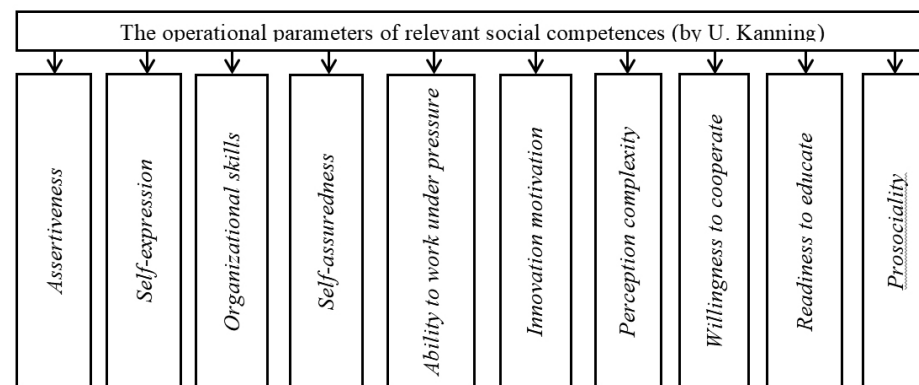 The operational parameters of relevant social competences (by U. Kanning)
Assertiveness
Self-expression
Organizational skills
Self-assuredness
Ability to work under pressure
Innovation motivation
Perception complexity
Willingness to cooperate
Readiness to educate
Prosociality